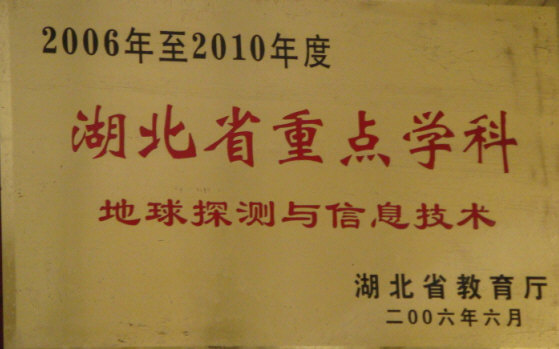 2006年至2010年度
湖北省重点学科
地球探测与信息技术
湖北省教育厅
二00六年六月